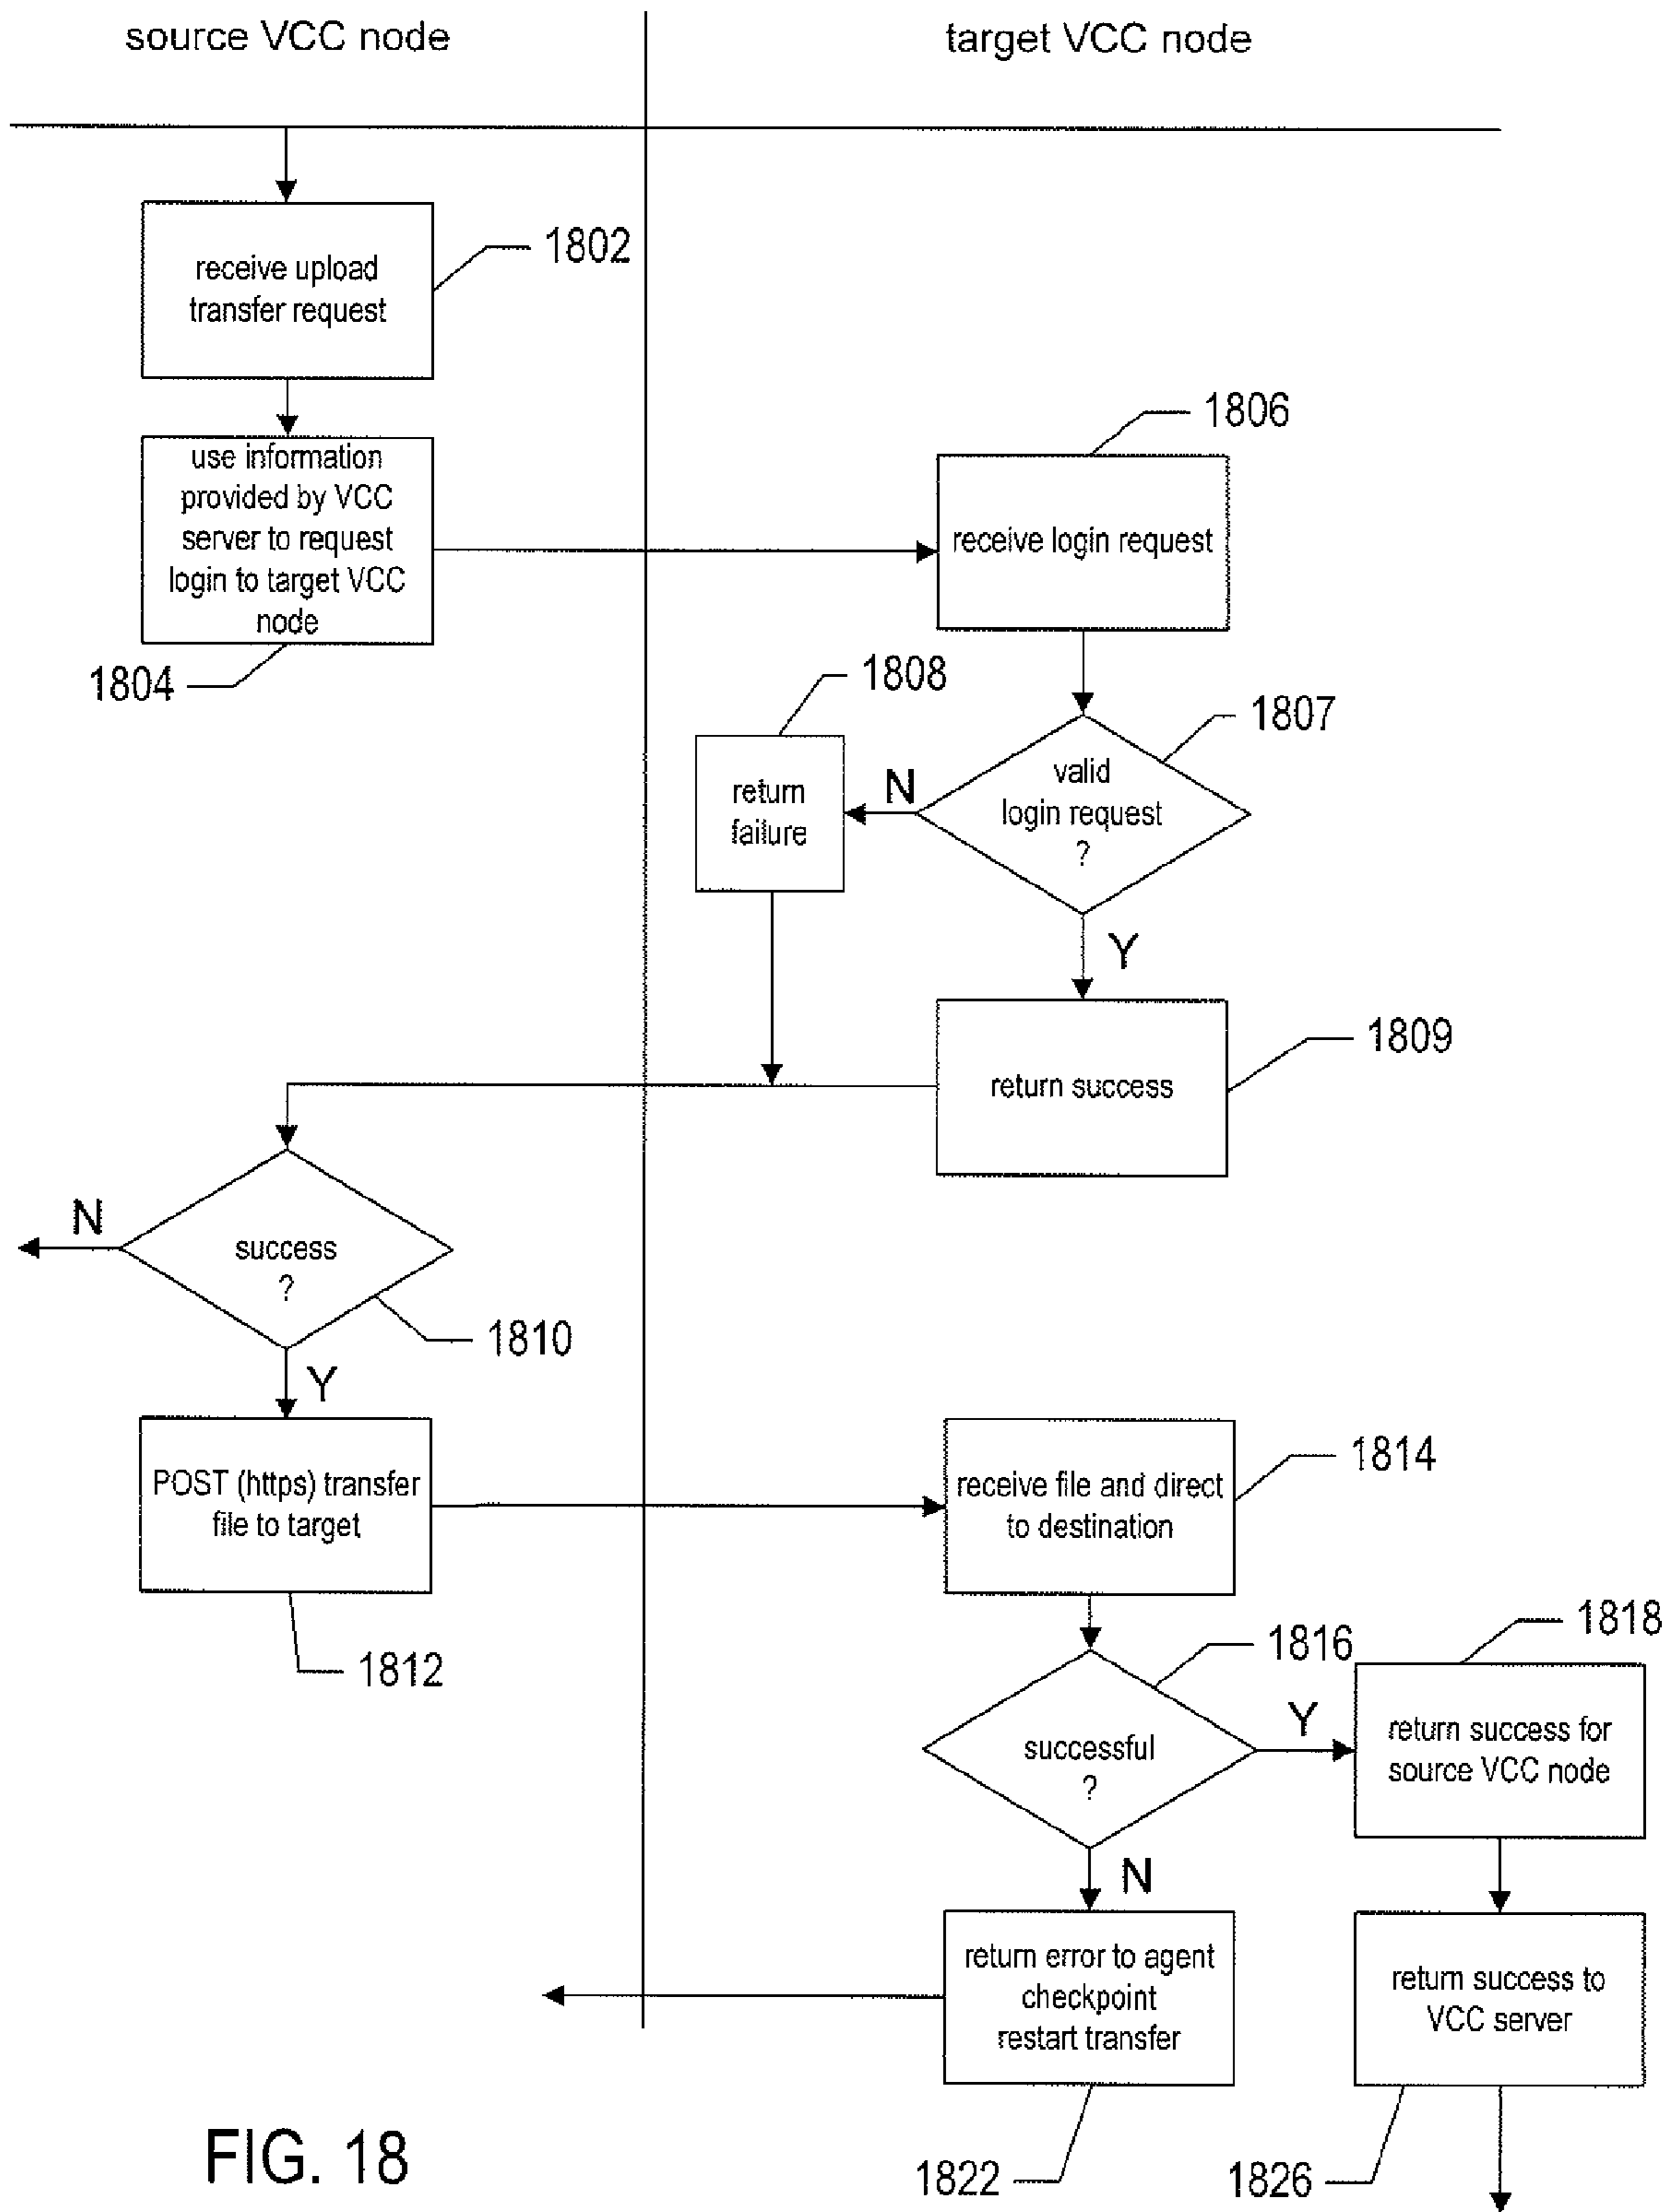 source VCC node
target VCC node
receive upload
transfer request
1802
use information
provided by VCC
server to request
login to target VCC
node
1804
1806
receive login request
1808
return
failure
N
valid
login request
?
1807
Y
return success
1809
N
success
?
1810
Y
POST (https) transfer
file to target
1812
receive file and direct
to destination
1814
successful
?
1816
Y
return success for
source VCC node
1818
N
return error to agent
checkpoint
restart transfer
1822
return success to
VCC server
1826
FIG. 18